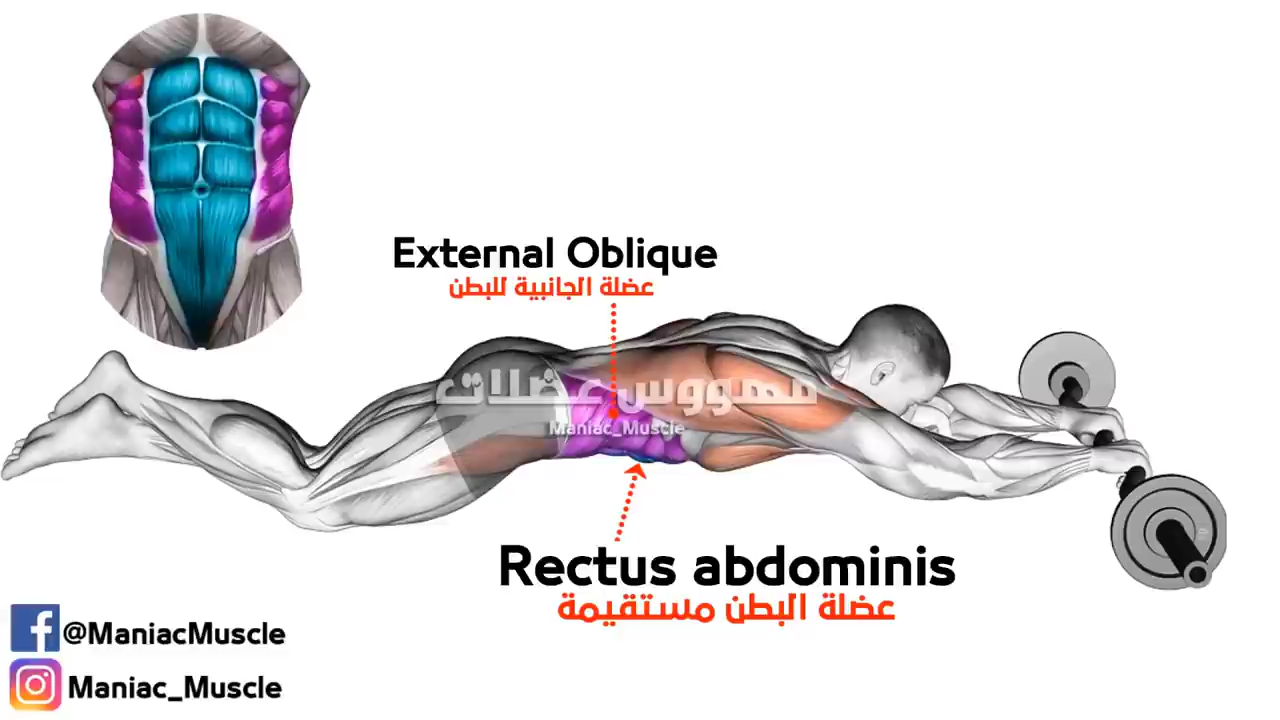 External Oblique
عضلة الجانبية للبطن
مهووس عضلات
Maniac_Muscle
Rectus abdominis
عضلة البطن مستقيمة
@ManiacMuscle
Maniac_Muscle